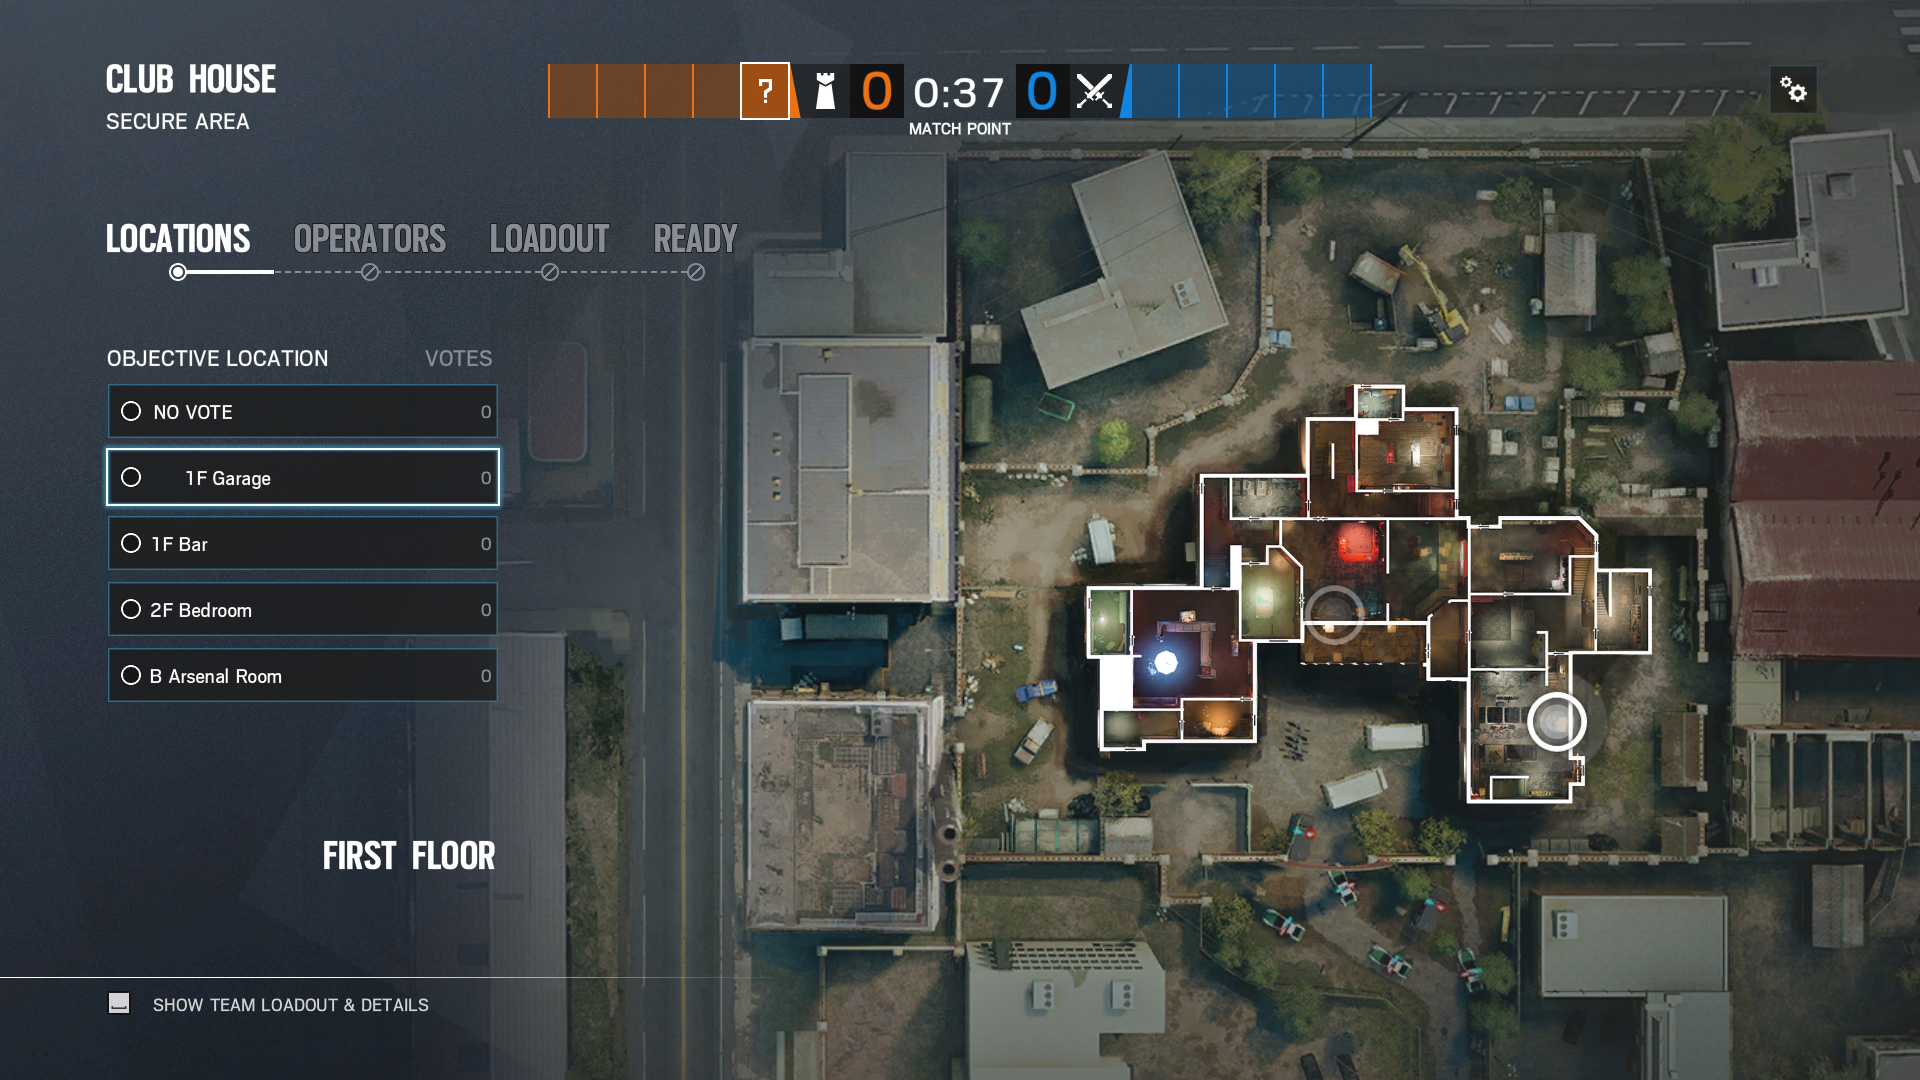 CLUB HOUSE
SECURE AREA
? 0 0:37 0
MATCH POINT
LOCATIONS OPERATORS LOADOUT READY
OBJECTIVE LOCATION VOTES
NO VOTE 0
1F Garage 0
1F Bar 0
2F Bedroom 0
B Arsenal Room 0
FIRST FLOOR
SHOW TEAM LOADOUT & DETAILS